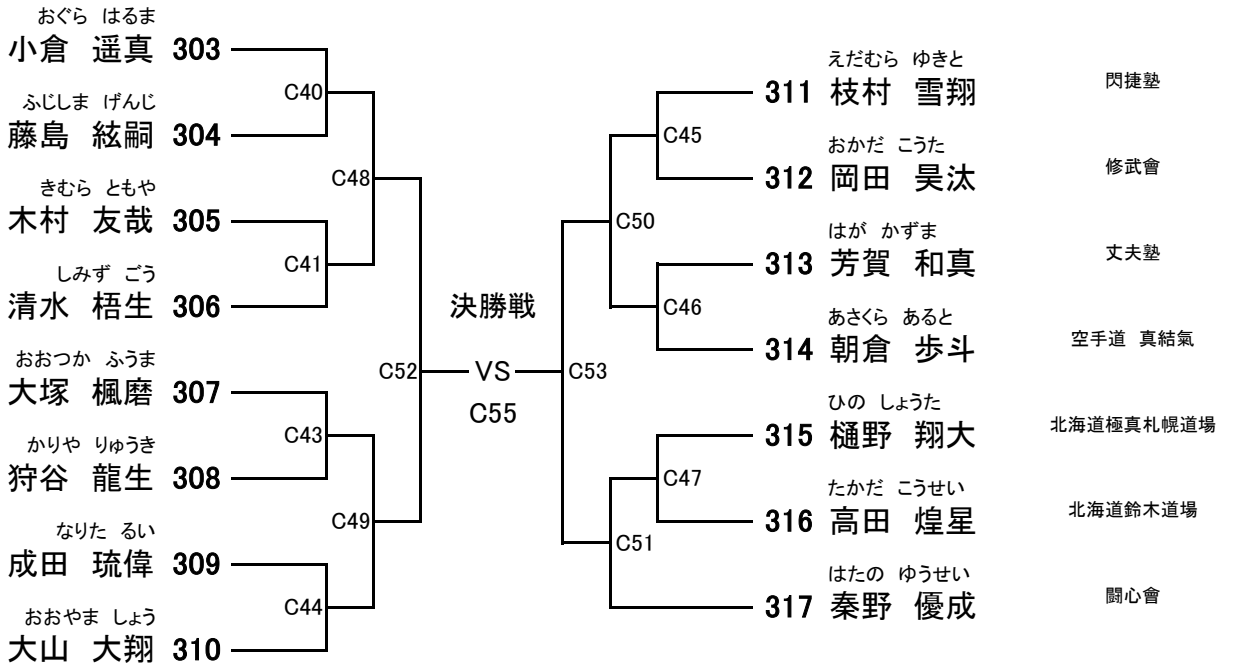 おぐら はるま
小倉 遥真 303
ふじしま げんじ
藤島 絃嗣 304
きむら ともや
木村 友哉 305
しみず ごう
清水 梧生 306
おおつか ふうま
大塚 楓磨 307
かりや りゅうき
狩谷 龍生 308
なりた るい
成田 琉偉 309
おおやま しょう
大山 大翔 310
C40
C41
C43
C44
C48
C49
C52
決勝戦
VS
C55
C53
C50
C51
C45
C46
C47
えだむら ゆきと
311 枝村 雪翔 閃捷塾
おかだ こうた
312 岡田 昊汰 修武會
はが かずま
313 芳賀 和真 丈夫塾
あさくら あると
314 朝倉 歩斗 空手道 真結氣
ひの しょうた
315 樋野 翔大 北海道極真札幌道場
たかだ こうせい
316 高田 煌星 北海道鈴木道場
はたの ゆうせい
317 秦野 優成 闘心會